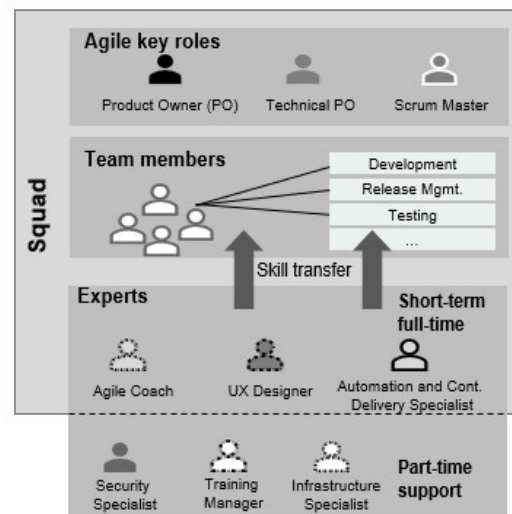 Squad
Agile key roles
Product Owner (PO)
Technical PO
Scrum Master
Team members
Development
Release Mgmt.
Testing
...
Skill transfer
Experts
Short-term
full-time
Agile Coach
UX Designer
Automation and Cont.
Delivery Specialist
Security
Specialist
Training
Manager
Infrastructure
Specialist
Part-time
support